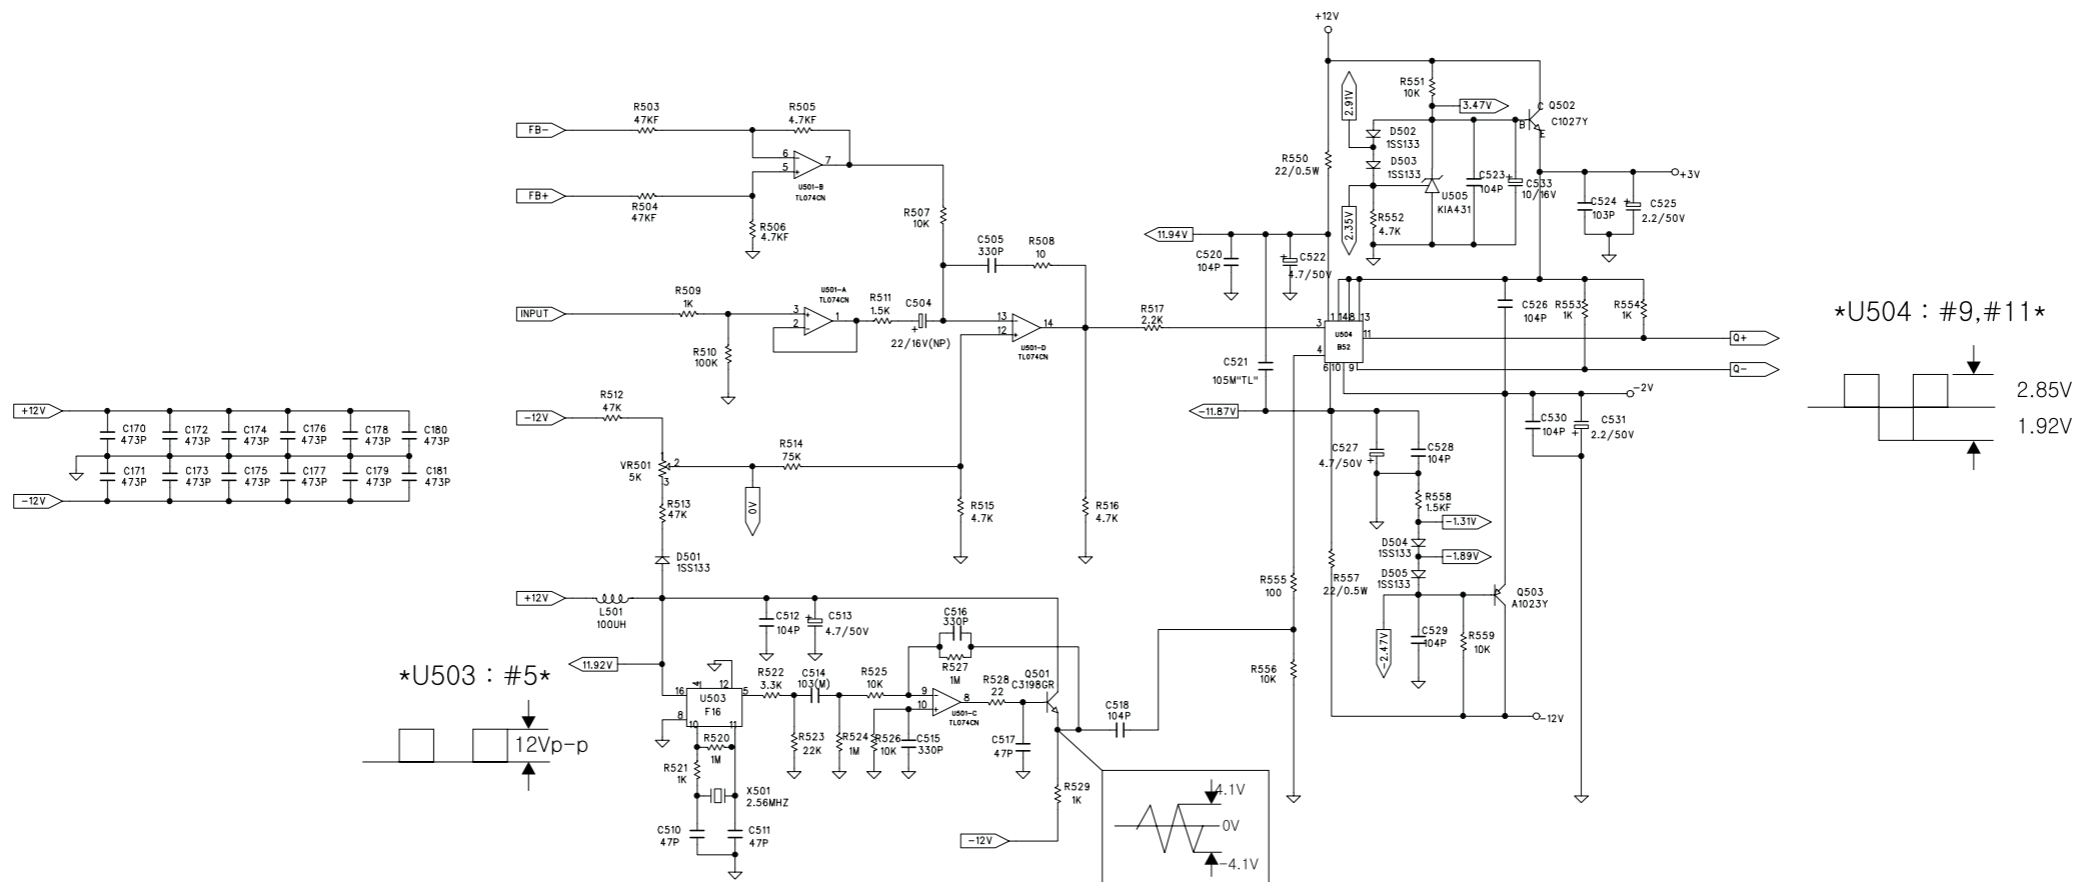 +12V
R551
10K
2.91V
3.47V
C
Q502
B
C1027Y
E
R503
47KF
R505
4.7KF
FB-
6
5
7
U501-B
TL074CN
FB+
R504
47KF
R506
4.7KF
R507
10K
D502
1SS133
D503
1SS133
R550
22/0.5W
2.35V
R552
4.7K
U505
KIA431
C523
104P
+
C533
10/16V
+3V
C524
103P
+
C525
2.2/50V
C505
330P
R508
10
11.94V
C520
104P
+
C522
4.7/50V
INPUT
R509
1K
R510
100K
U501-A
TL074CN
3
2
1
R511
1.5K
C504
+
22/16V(NP)
13
12
14
U501-D
TL074CN
R517
2.2K
C521
105M"TL"
3
4
1 14 8 13
U504
B52
11
6 10 9
C526
104P
R553
1K
R554
1K
Q+
Q-
*U504 : #9,#11*
2.85V
1.92V
+12V
C170
473P
C172
473P
C174
473P
C176
473P
C178
473P
C180
473P
C171
473P
C173
473P
C175
473P
C177
473P
C179
473P
C181
473P
-12V
-12V
R512
47K
VR501
5K
2
3
R514
75K
0V
R513
47K
D501
1SS133
R515
4.7K
R516
4.7K
-2V
-11.87V
C527
4.7/50V
+
C528
104P
C530
104P
+
C531
2.2/50V
R558
1.5KF
-1.31V
D504
1SS133
-1.89V
D505
1SS133
R557
22/0.5W
Q503
A1023Y
-2.47V
C529
104P
R559
10K
-12V
R555
100
R556
10K
+12V
L501
100UH
C512
104P
+
C513
4.7/50V
C516
330P
R527
1M
11.92V
*U503 : #5*
12Vp-p
4
12
16
8
5
U503
F16
10
11
R522
3.3K
C514
103(M)
R525
10K
9
10
8
U501-C
TL074CN
R528
22
Q501
C3198GR
C518
104P
R520
1M
R521
1K
X501
2.56MHZ
C510
47P
C511
47P
R523
22K
R524
1M
R526
10K
C515
330P
C517
47P
R529
1K
-12V
4.1V
0V
-4.1V